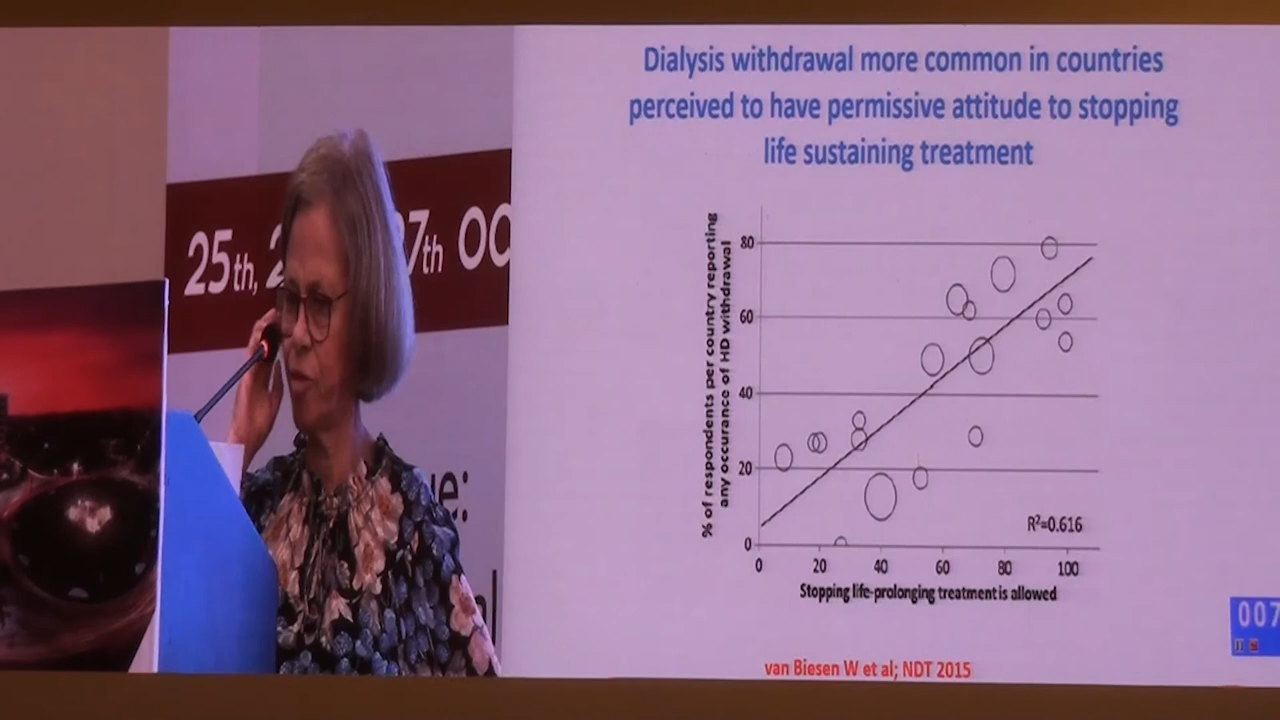 Dialysis withdrawal more common in countries
perceived to have permissive attitude to stopping
life sustaining treatment
25th, 2 7th OC
ue:
% of respondents per country reporting
any occurance of HD withdrawal
80
60
40
20
0
0 20 40 60 80 100
R²=0.616
Stopping life-prolonging treatment is allowed
van Biesen W et al; NDT 2015
007